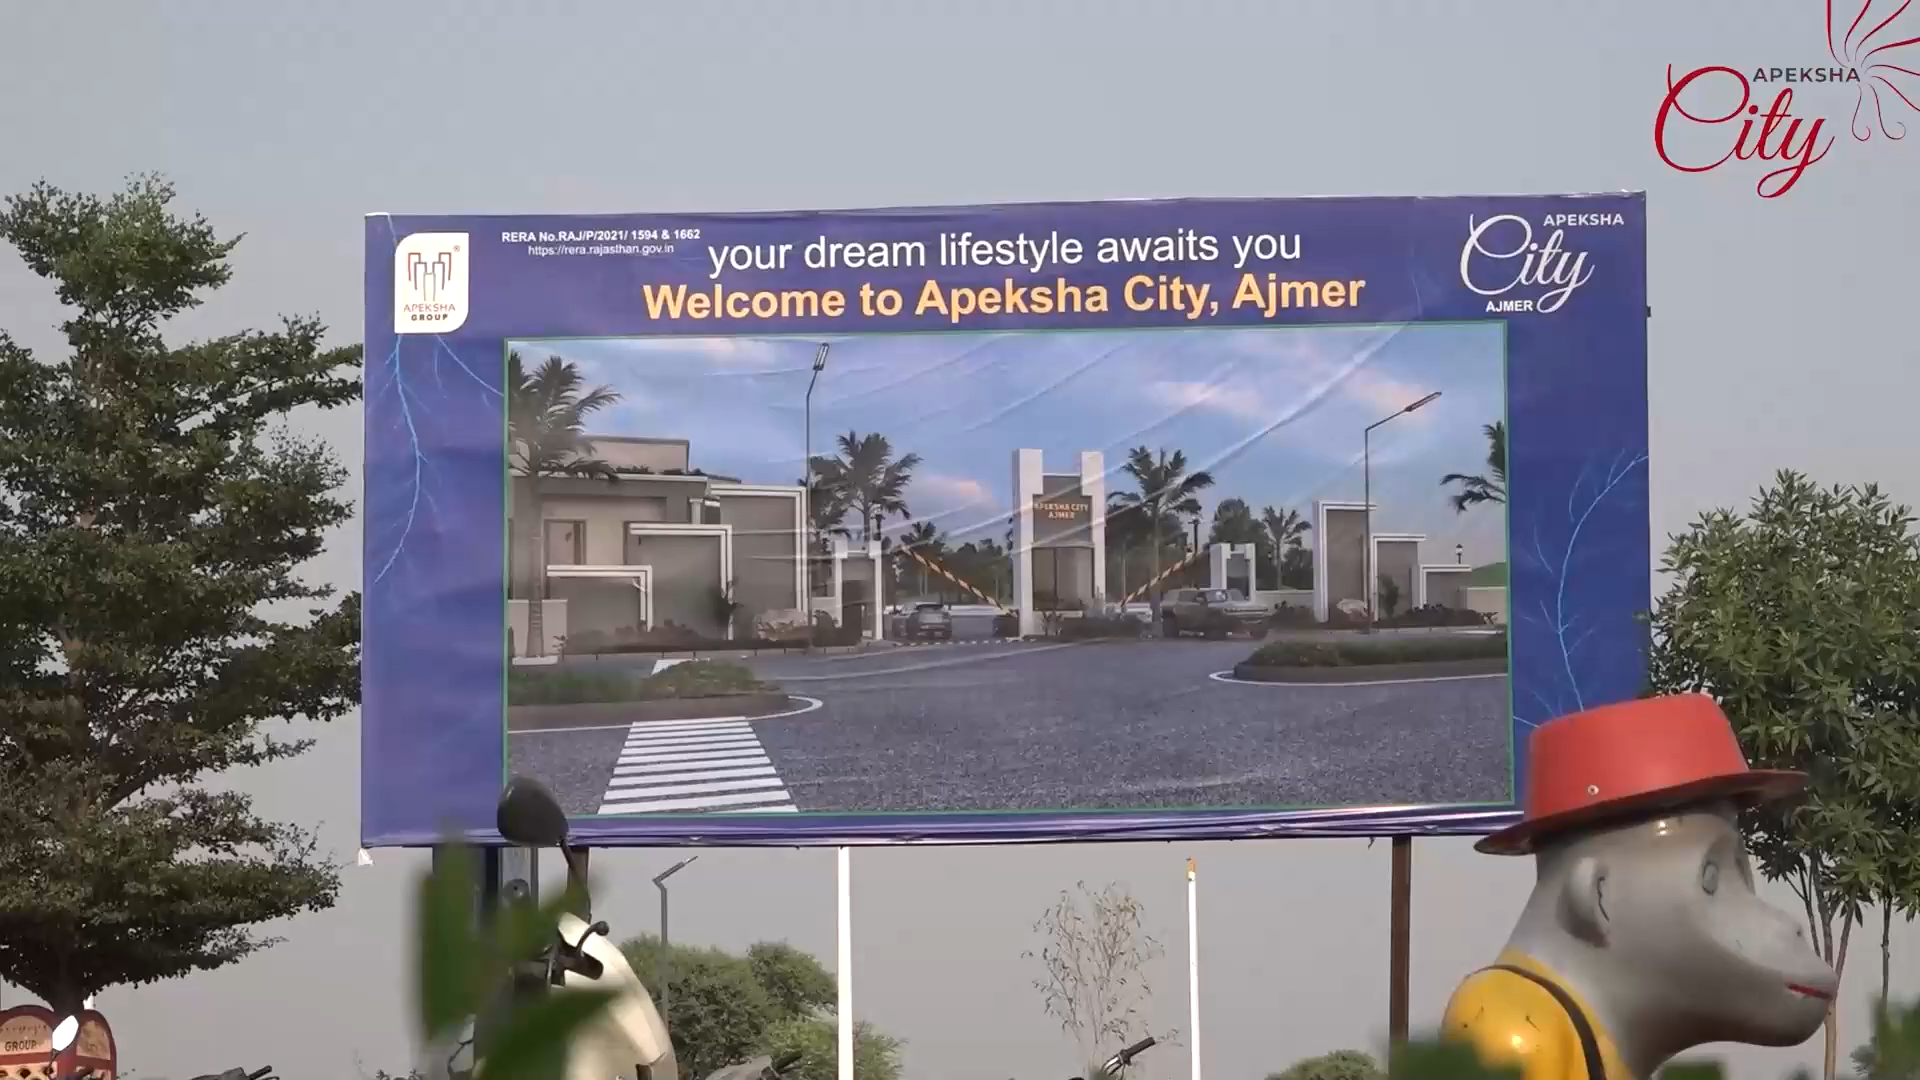 APEKSHA
City
RERA No.RAJ/P/2021/ 1594 & 1662
https://rera.rajasthan.gov.in
your dream lifestyle awaits you
Welcome to Apeksha City, Ajmer
APEKSHA
City
AJMER
APEKSHA
GROUP
APEKSHA CITY
AJMER
GROUP